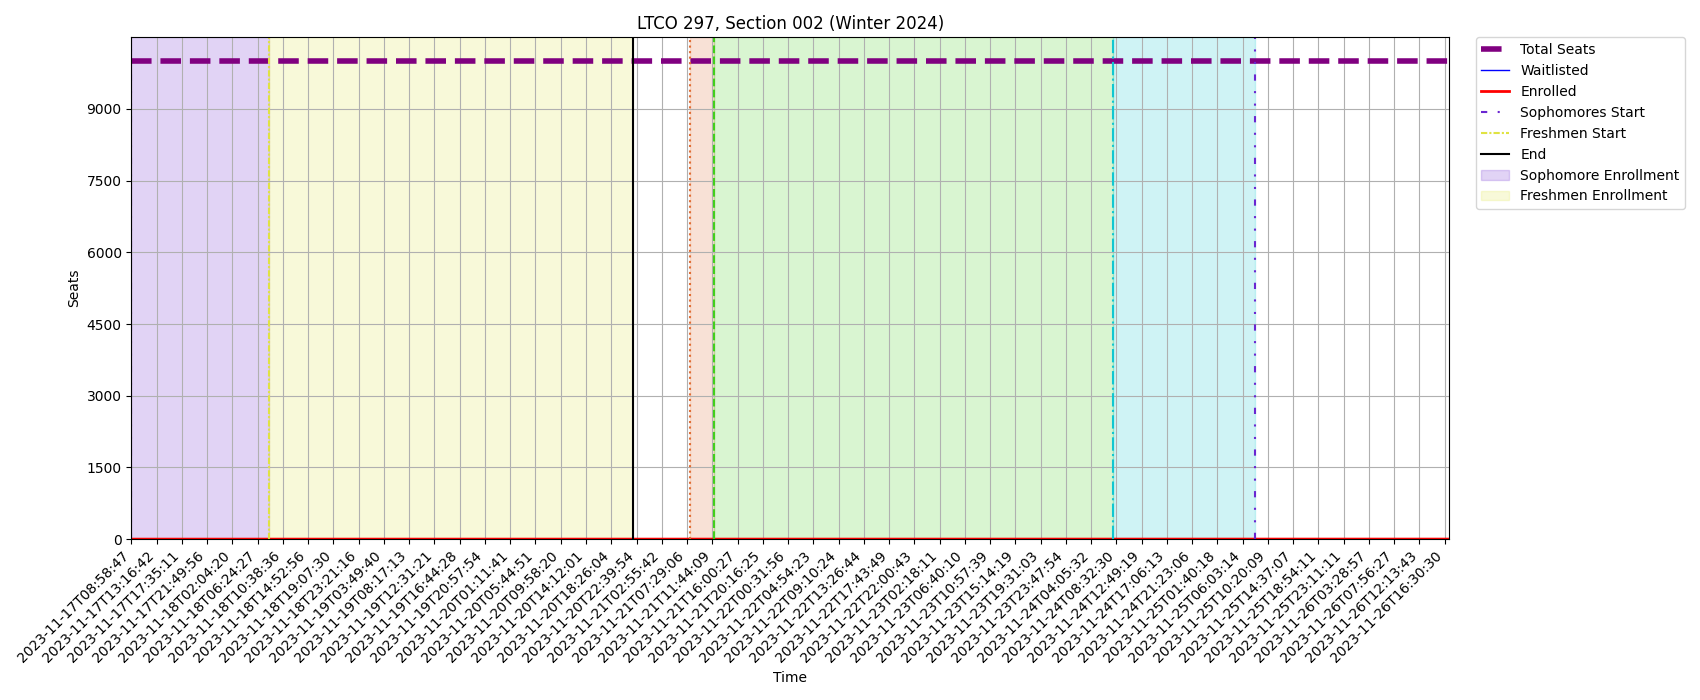 LTCO 297, Section 002 (Winter 2024)
Total Seats
Waitlisted
Enrolled
Sophomores Start
Freshmen Start
End
Sophomore Enrollment
Freshmen Enrollment
Seats
9000
7500
6000
4500
3000
1500
0
2023-11-17T08:58:47
2023-11-17T13:16:42
2023-11-17T17:35:11
2023-11-17T21:49:56
2023-11-18T02:04:20
2023-11-18T06:24:27
2023-11-18T10:38:36
2023-11-18T14:52:56
2023-11-18T19:07:30
2023-11-18T23:21:16
2023-11-19T03:49:40
2023-11-19T08:17:13
2023-11-19T12:31:21
2023-11-19T16:44:28
2023-11-19T20:57:54
2023-11-20T01:11:41
2023-11-20T05:44:51
2023-11-20T09:58:20
2023-11-20T14:12:01
2023-11-20T18:26:04
2023-11-20T22:39:54
2023-11-21T02:55:42
2023-11-21T07:29:06
2023-11-21T11:44:09
2023-11-21T16:00:27
2023-11-21T20:16:25
2023-11-22T00:31:56
2023-11-22T04:54:23
2023-11-22T09:10:24
2023-11-22T13:26:44
2023-11-22T17:43:49
2023-11-22T22:00:43
2023-11-23T02:18:11
2023-11-23T06:40:10
2023-11-23T10:57:39
2023-11-23T15:14:19
2023-11-23T19:31:03
2023-11-23T23:47:54
2023-11-24T04:05:32
2023-11-24T08:32:30
2023-11-24T12:49:19
2023-11-24T17:06:13
2023-11-24T21:23:06
2023-11-25T01:40:18
2023-11-25T06:03:14
2023-11-25T10:20:09
2023-11-25T14:37:07
2023-11-25T18:54:11
2023-11-25T23:11:11
2023-11-26T03:28:57
2023-11-26T07:56:27
2023-11-26T12:13:43
2023-11-26T16:30:30
Time